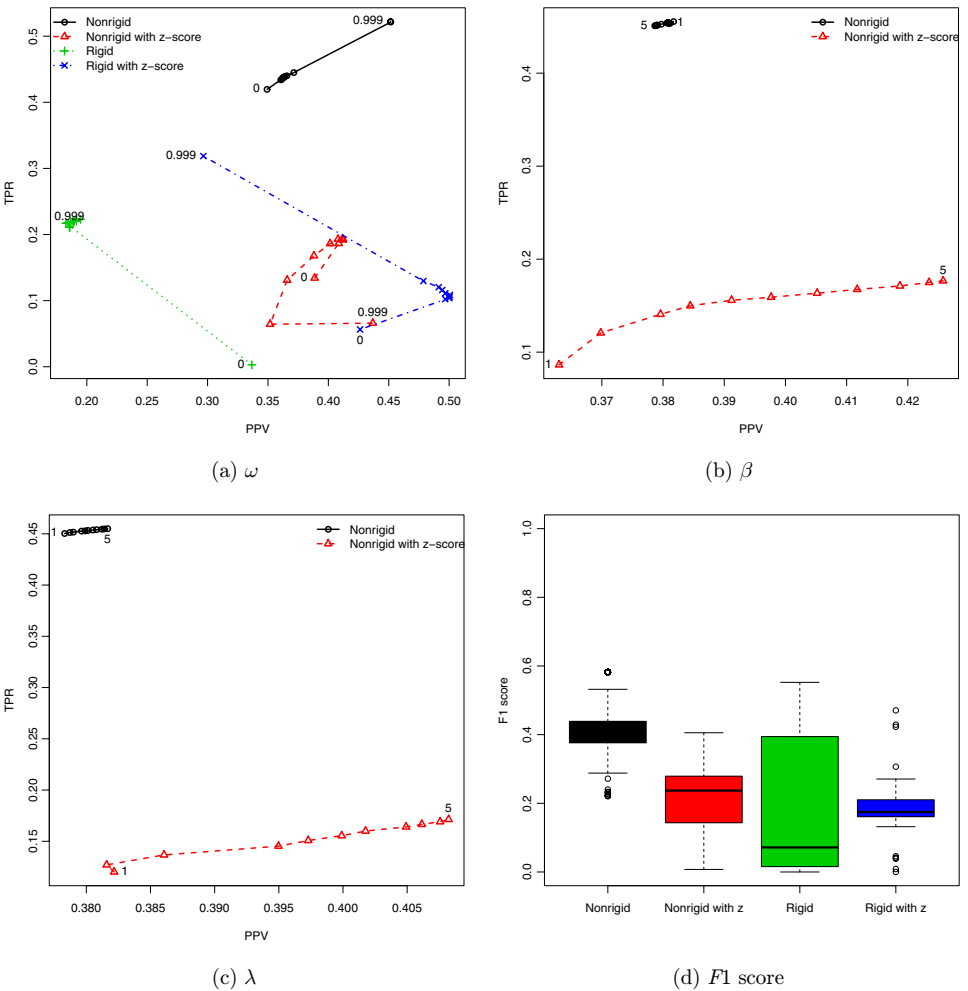 Nonrigid
Nonrigid with z−score
Rigid
Rigid with z−score
0.999
0
0.999
0.999
0
0.999
0
0
TPR
0.0 0.1 0.2 0.3 0.4 0.5
0.20 0.25 0.30 0.35 0.40 0.45 0.50
PPV
(a) ω
Nonrigid
Nonrigid with z−score
5 1
5
1
TPR
0.1 0.2 0.3 0.4
0.37 0.38 0.39 0.40 0.41 0.42
PPV
(b) β
Nonrigid
Nonrigid with z−score
1 5
5
1
TPR
0.15 0.20 0.25 0.30 0.35 0.40 0.45
0.380 0.385 0.390 0.395 0.400 0.405
PPV
(c) λ
F1 score
0.0 0.2 0.4 0.6 0.8 1.0
Nonrigid Nonrigid with z Rigid Rigid with z
(d) F1 score